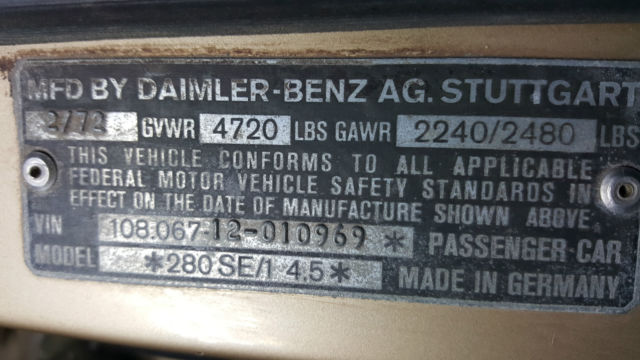 MFD BY DAIMLER-BENZ AG. STUTTGART
3/72 GVWR 4720 LBS GAWR 2240/2480 LBS
THIS VEHICLE CONFORMS TO ALL APPLICABLE
FEDERAL MOTOR VEHICLE SAFETY STANDARDS IN
EFFECT ON THE DATE OF MANUFACTURE SHOWN ABOVE.
VIN 108.067-12-010969 * PASSENGER-CAR
MODEL *280 SE/1 4.5* MADE IN GERMANY